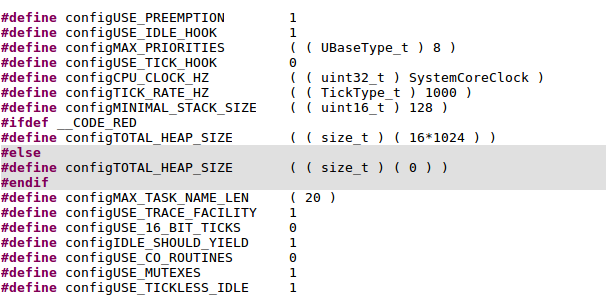 #define configUSE_PREEMPTION 1
#define configUSE_IDLE_HOOK 1
#define configMAX_PRIORITIES ( ( UBaseType_t ) 8 )
#define configUSE_TICK_HOOK 0
#define configCPU_CLOCK_HZ ( ( uint32_t ) SystemCoreClock )
#define configTICK_RATE_HZ ( ( TickType_t ) 1000 )
#define configMINIMAL_STACK_SIZE ( ( uint16_t ) 128 )
#ifdef __CODE_RED
#define configTOTAL_HEAP_SIZE ( ( size_t ) ( 16*1024 ) )
#else
#define configTOTAL_HEAP_SIZE ( ( size_t ) ( 0 ) )
#endif
#define configMAX_TASK_NAME_LEN ( 20 )
#define configUSE_TRACE_FACILITY 1
#define configUSE_16_BIT_TICKS 0
#define configIDLE_SHOULD_YIELD 1
#define configUSE_CO_ROUTINES 0
#define configUSE_MUTEXES 1
#define configUSE_TICKLESS_IDLE 1